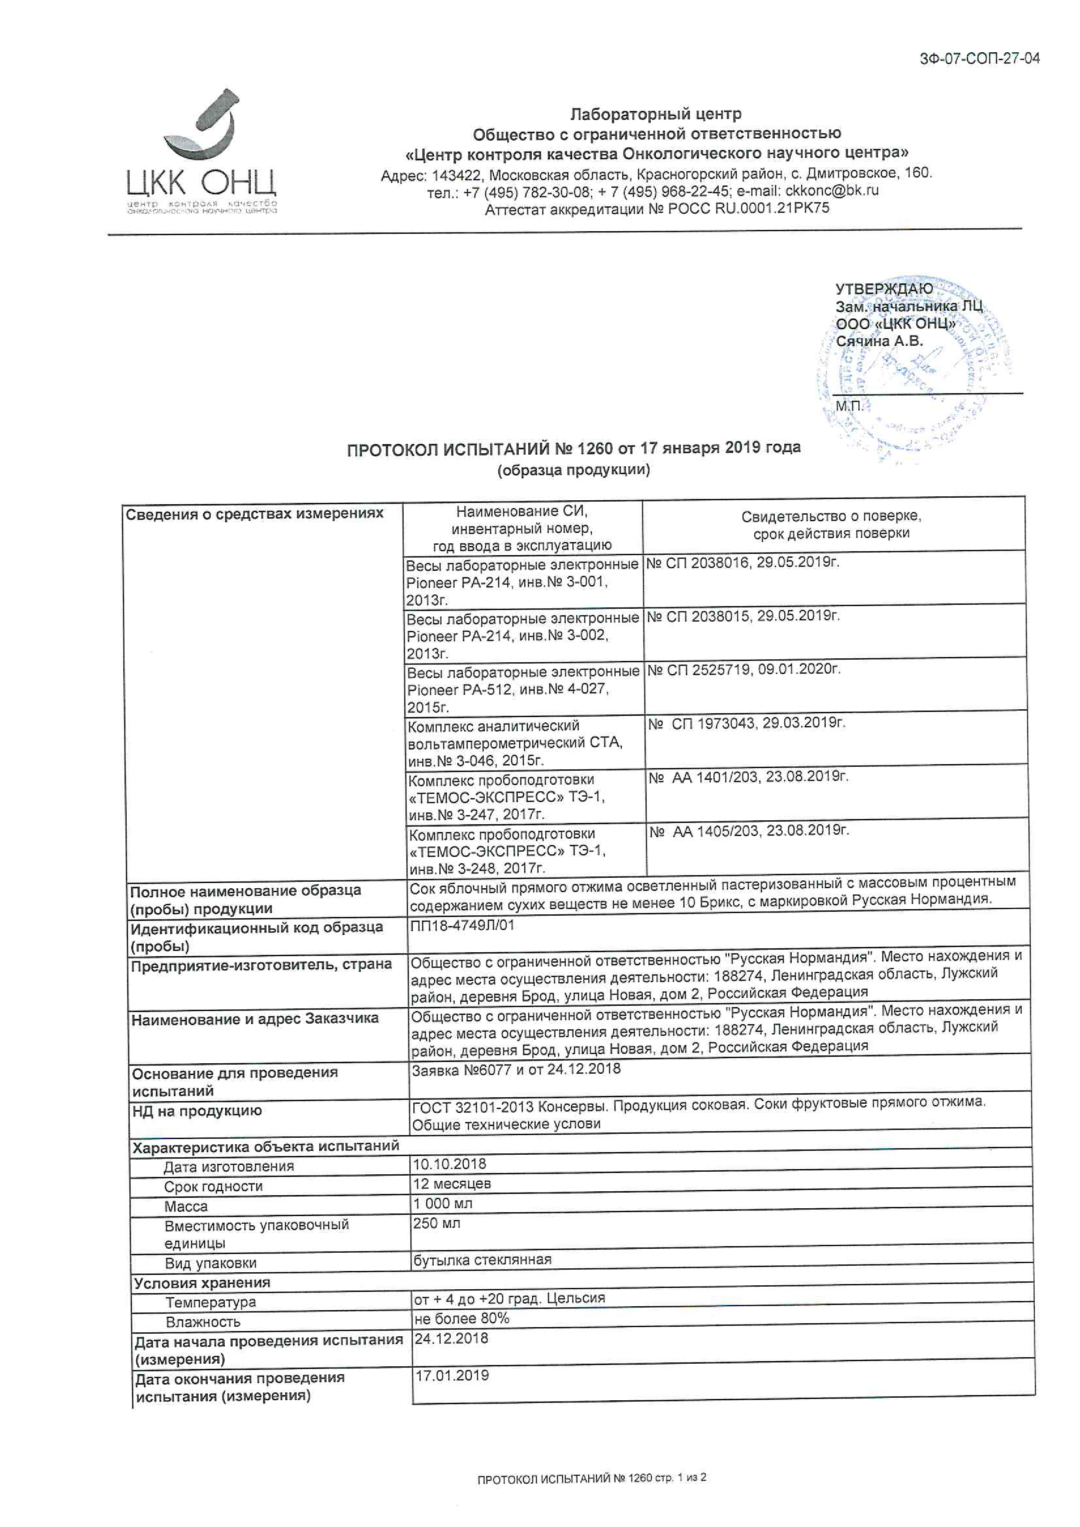 ЗФ-07-СОП-27-04
ЦКК ОНЦ
центр контроля качества
онкологического научного центра
Лабораторный центр
Общество с ограниченной ответственностью
«Центр контроля качества Онкологического научного центра»
Адрес: 143422, Московская область, Красногорский район, с. Дмитровское, 160.
тел.: +7 (495) 782-30-08; + 7 (495) 968-22-45; e-mail: ckkonc@bk.ru
Аттестат аккредитации № РОСС RU.0001.21РК75
УТВЕРЖДАЮ
Зам. начальника ЛЦ
ООО «ЦКК ОНЦ»
Сячина А.В.
М.П.
ПРОТОКОЛ ИСПЫТАНИЙ № 1260 от 17 января 2019 года
(образца продукции)
Сведения о средствах измерениях
Наименование СИ,
инвентарный номер,
год ввода в эксплуатацию
Свидетельство о поверке,
срок действия поверки
Весы лабораторные электронные
Pioneer PA-214, инв.№ 3-001,
2013г.
№ СП 2038016, 29.05.2019г.
Весы лабораторные электронные
Pioneer PA-214, инв.№ 3-002,
2013г.
№ СП 2038015, 29.05.2019г.
Весы лабораторные электронные
Pioneer PA-512, инв.№ 4-027,
2015г.
№ СП 2525719, 09.01.2020г.
Комплекс аналитический
вольтамперометрический СТА,
инв.№ 3-046, 2015г.
№ СП 1973043, 29.03.2019г.
Комплекс пробоподготовки
«ТЕМОС-ЭКСПРЕСС» ТЭ-1,
инв.№ 3-247, 2017г.
№ АА 1401/203, 23.08.2019г.
Комплекс пробоподготовки
«ТЕМОС-ЭКСПРЕСС» ТЭ-1,
инв.№ 3-248, 2017г.
№ АА 1405/203, 23.08.2019г.
Полное наименование образца
(пробы) продукции
Сок яблочный прямого отжима осветленный пастеризованный с массовым процентным
содержанием сухих веществ не менее 10 Брикс, с маркировкой Русская Нормандия.
Идентификационный код образца
(пробы)
ПП18-4749Л/01
Предприятие-изготовитель, страна
Общество с ограниченной ответственностью "Русская Нормандия". Место нахождения и
адрес места осуществления деятельности: 188274, Ленинградская область, Лужский
район, деревня Брод, улица Новая, дом 2, Российская Федерация
Наименование и адрес Заказчика
Общество с ограниченной ответственностью "Русская Нормандия". Место нахождения и
адрес места осуществления деятельности: 188274, Ленинградская область, Лужский
район, деревня Брод, улица Новая, дом 2, Российская Федерация
Основание для проведения
испытаний
Заявка №6077 и от 24.12.2018
НД на продукцию
ГОСТ 32101-2013 Консервы. Продукция соковая. Соки фруктовые прямого отжима.
Общие технические услови
Характеристика объекта испытаний
Дата изготовления
10.10.2018
Срок годности
12 месяцев
Масса
1 000 мл
Вместимость упаковочный
единицы
250 мл
Вид упаковки
бутылка стеклянная
Условия хранения
Температура
от + 4 до +20 град. Цельсия
Влажность
не более 80%
Дата начала проведения испытания
(измерения)
24.12.2018
Дата окончания проведения
испытания (измерения)
17.01.2019
ПРОТОКОЛ ИСПЫТАНИЙ № 1260 стр. 1 из 2